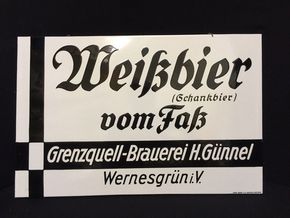 Weißbier
(Schankbier)
vom Faß
Grenzquell-Brauerei H.Günnel
Wernesgrün i.V.